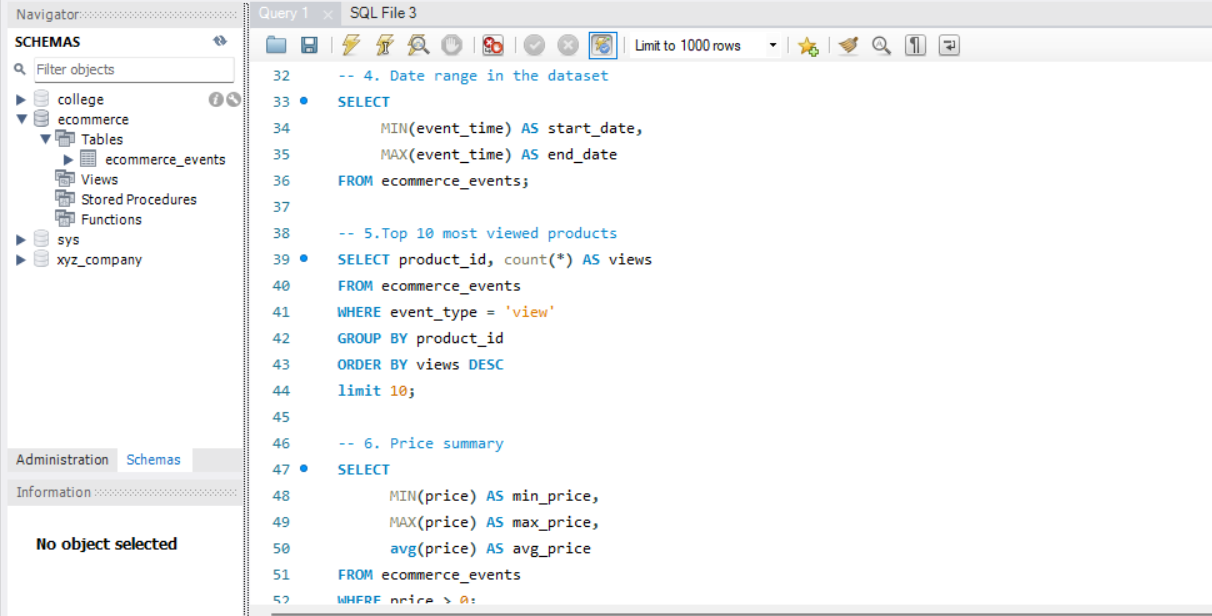 Navigator
SCHEMAS
Filter objects
college
ecommerce
Tables
ecommerce_events
Views
Stored Procedures
Functions
sys
xyz_company
Administration Schemas
Information
No object selected
Query 1 SQL File 3
Limit to 1000 rows
32 -- 4. Date range in the dataset
33 SELECT
34 MIN(event_time) AS start_date,
35 MAX(event_time) AS end_date
36 FROM ecommerce_events;
37
38 -- 5.Top 10 most viewed products
39 SELECT product_id, count(*) AS views
40 FROM ecommerce_events
41 WHERE event_type = 'view'
42 GROUP BY product_id
43 ORDER BY views DESC
44 limit 10;
45
46 -- 6. Price summary
47 SELECT
48 MIN(price) AS min_price,
49 MAX(price) AS max_price,
50 avg(price) AS avg_price
51 FROM ecommerce_events
52 WHERE price > 0;